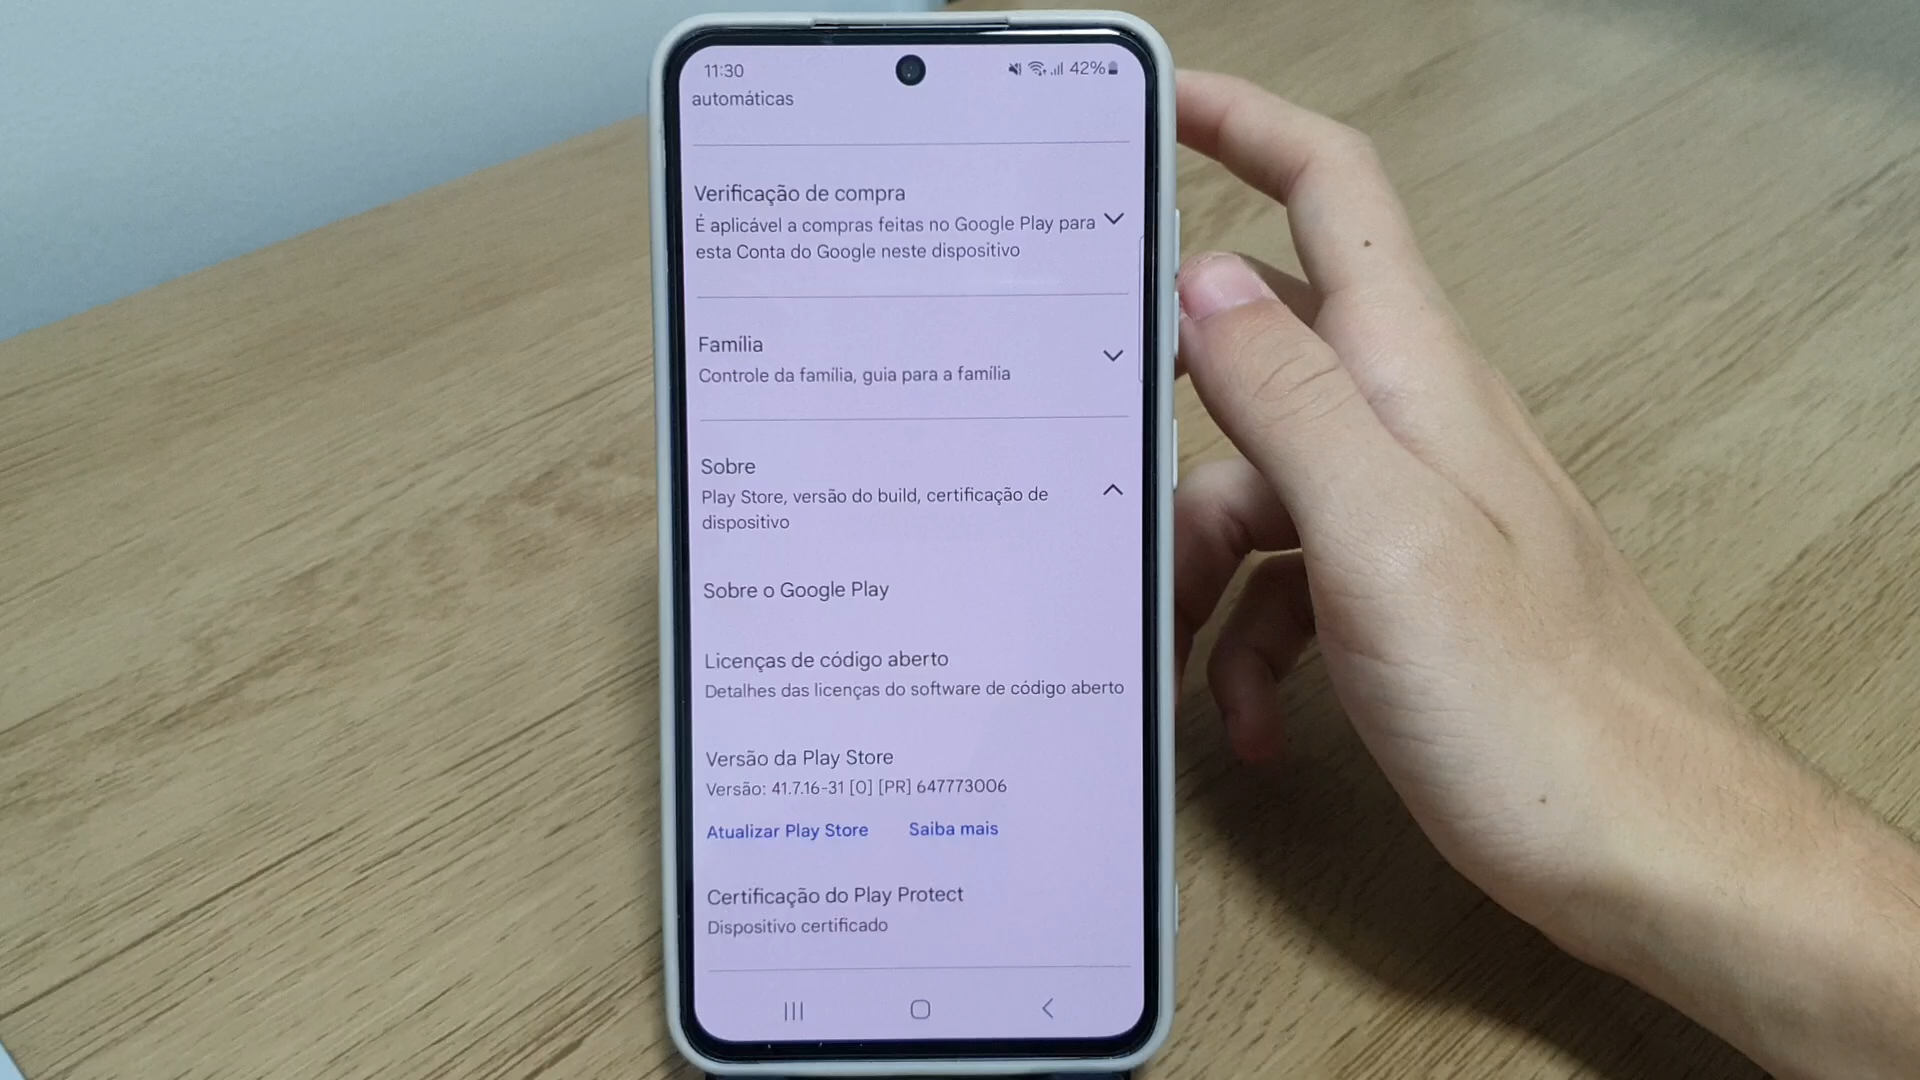 11:30
42%
automáticas
Verificação de compra
É aplicável a compras feitas no Google Play para
esta Conta do Google neste dispositivo
Família
Controle da família, guia para a família
Sobre
Play Store, versão do build, certificação de
dispositivo
Sobre o Google Play
Licenças de código aberto
Detalhes das licenças do software de código aberto
Versão da Play Store
Versão: 41.7.16-31 [0] [PR] 647773006
Atualizar Play Store Saiba mais
Certificação do Play Protect
Dispositivo certificado